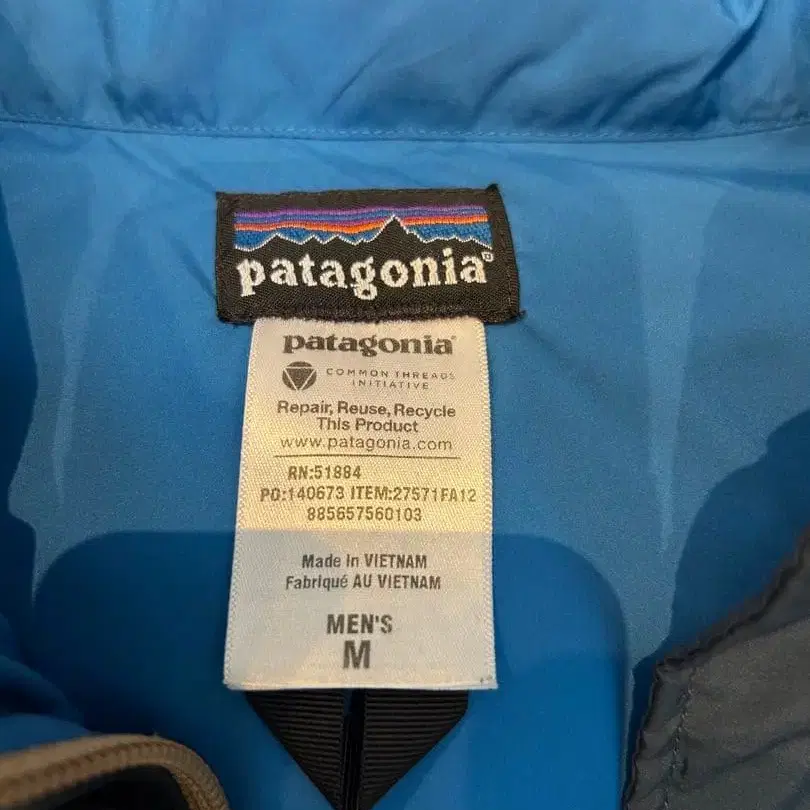 patagonia®
patagonia®
COMMON THREADS
INITIATIVE
Repair, Reuse, Recycle
This Product
www.patagonia.com
RN:51884
PO:140673 ITEM:27571FA12
885657560103
Made in VIETNAM
Fabriqué AU VIETNAM
MEN'S
M